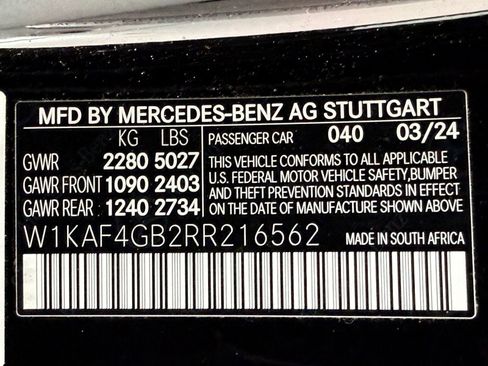 MFD BY MERCEDES-BENZ AG STUTTGART
KG LBS PASSENGER CAR 040 03/24
GVWR 2280 5027 THIS VEHICLE CONFORMS TO ALL APPLICABLE
U.S. FEDERAL MOTOR VEHICLE SAFETY,BUMPER
GAWR FRONT 1090 2403 AND THEFT PREVENTION STANDARDS IN EFFECT
GAWR REAR 1240 2734 ON THE DATE OF MANUFACTURE SHOWN ABOVE
W1KAF4GB2RR216562 MADE IN SOUTH AFRICA